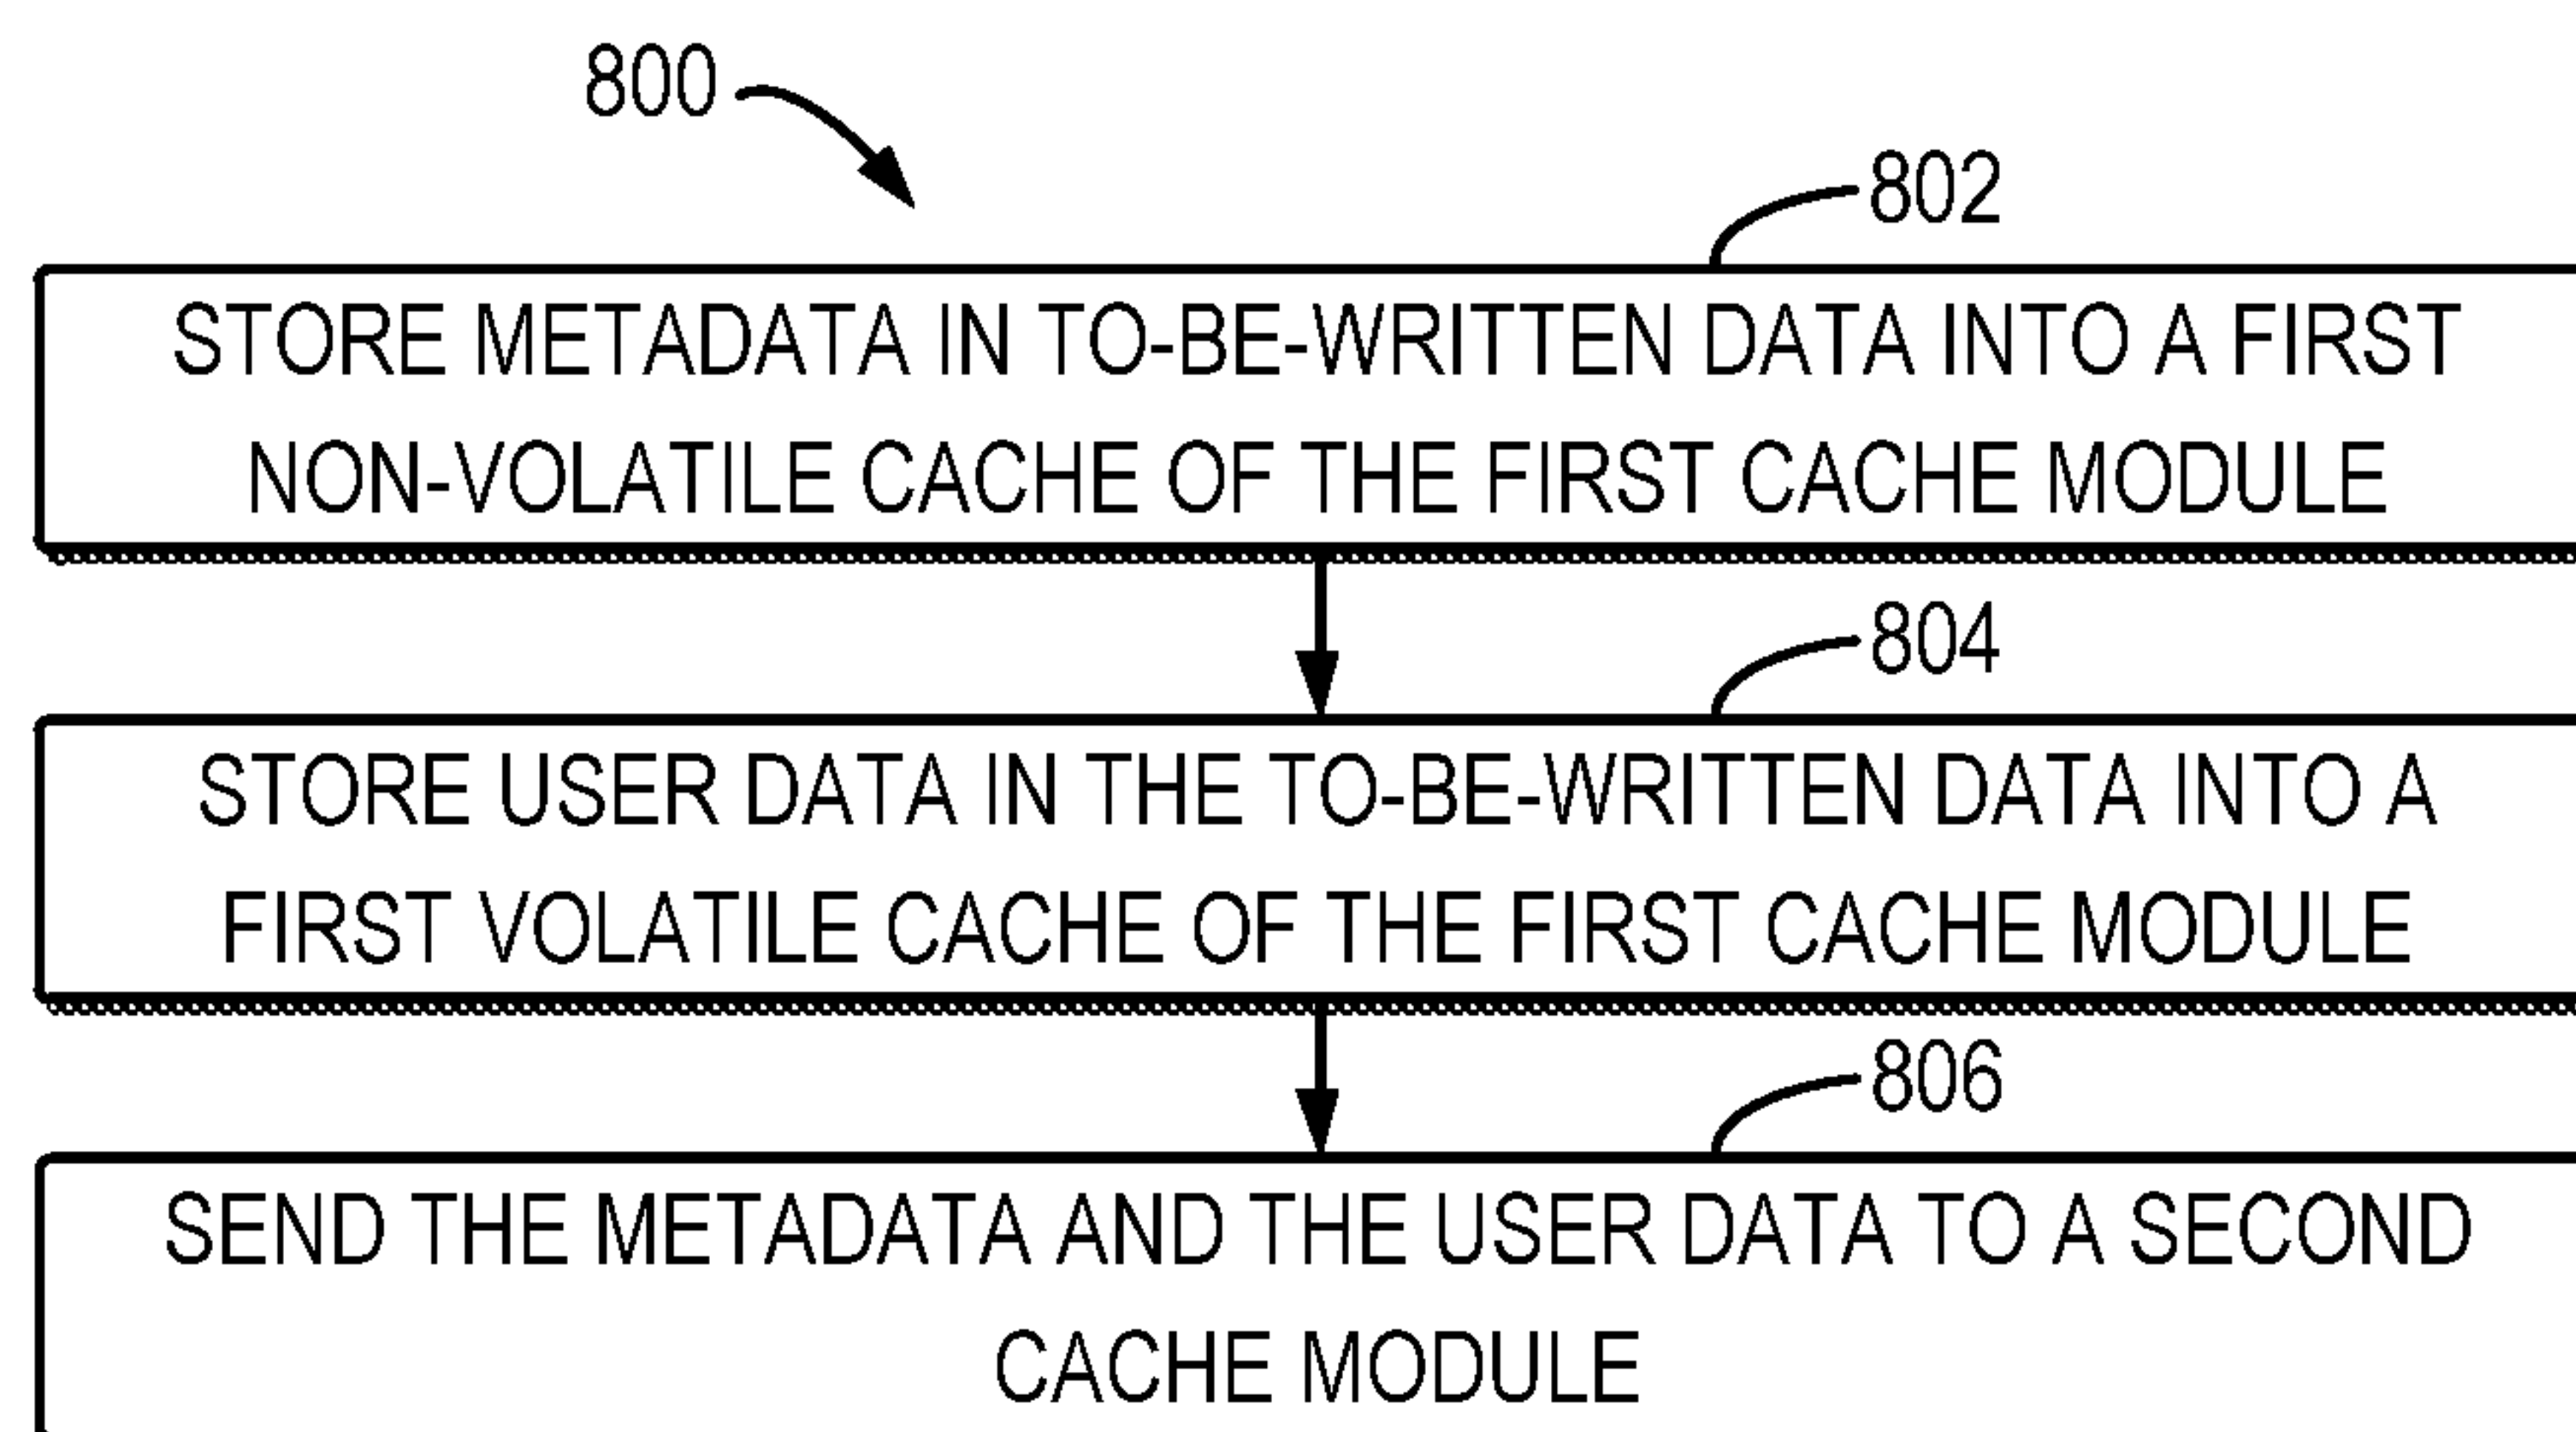 800
802
STORE METADATA IN TO-BE-WRITTEN DATA INTO A FIRST
NON-VOLATILE CACHE OF THE FIRST CACHE MODULE
804
STORE USER DATA IN THE TO-BE-WRITTEN DATA INTO A
FIRST VOLATILE CACHE OF THE FIRST CACHE MODULE
806
SEND THE METADATA AND THE USER DATA TO A SECOND
CACHE MODULE